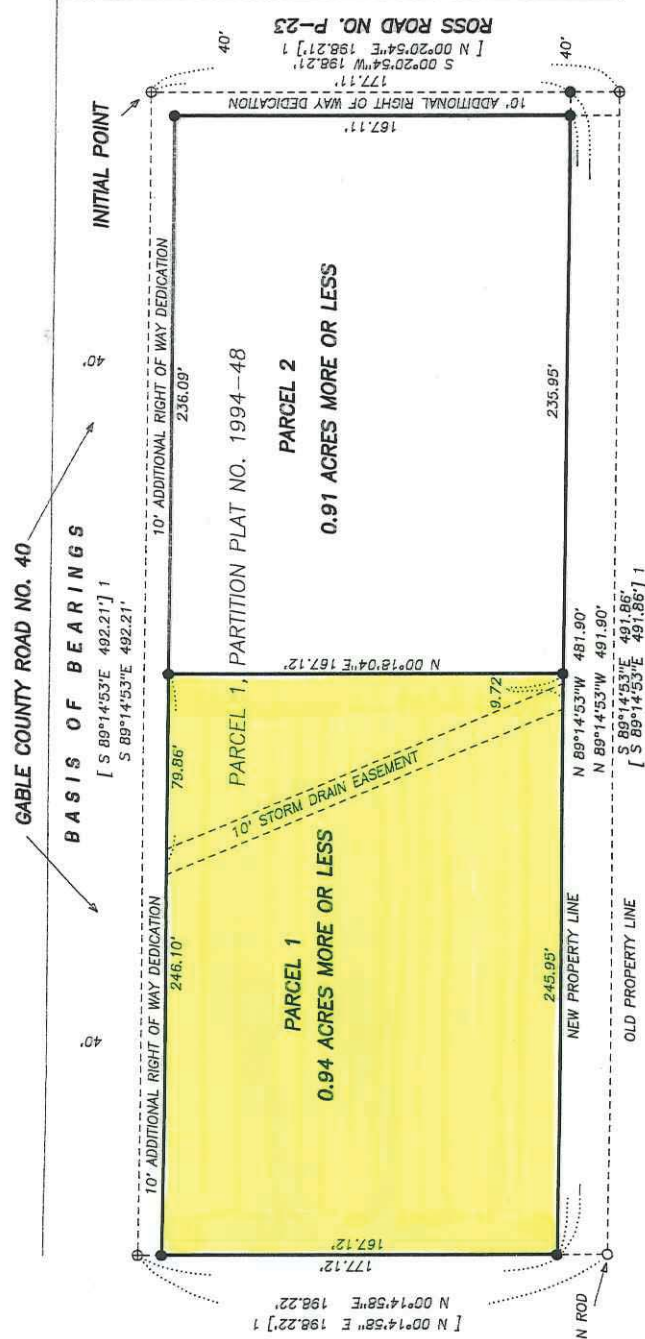 GABLE COUNTY ROAD NO. 40
BASIS OF BEARINGS
[ S 89°14'53"E 492.21'] 1
S 89°14'53"E 492.21'
40'
40'
INITIAL POINT
10' ADDITIONAL RIGHT OF WAY DEDICATION
10' ADDITIONAL RIGHT OF WAY DEDICATION
246.10'
79.86'
236.09'
PARCEL 1, PARTITION PLAT NO. 1994-48
PARCEL 1
0.94 ACRES MORE OR LESS
10' STORM DRAIN EASEMENT
N 00°18'04"E 167.12'
9.72'
PARCEL 2
0.91 ACRES MORE OR LESS
245.95'
235.95'
NEW PROPERTY LINE
N 89°14'53"W 481.90'
N 89°14'53"W 491.90'
OLD PROPERTY LINE
S 89°14'53"E 491.86'
[ S 89°14'53"E 491.86'] 1
[ N 00°14'58"E 198.22'] 1
N 00°14'58"E 198.22'
177.12'
167.12'
N ROD
167.11'
10' ADDITIONAL RIGHT OF WAY DEDICATION
177.11'
S 00°20'54"W 198.21'
[ N 00°20'54"E 198.21'] 1
ROSS ROAD NO. P-23
40'
40'